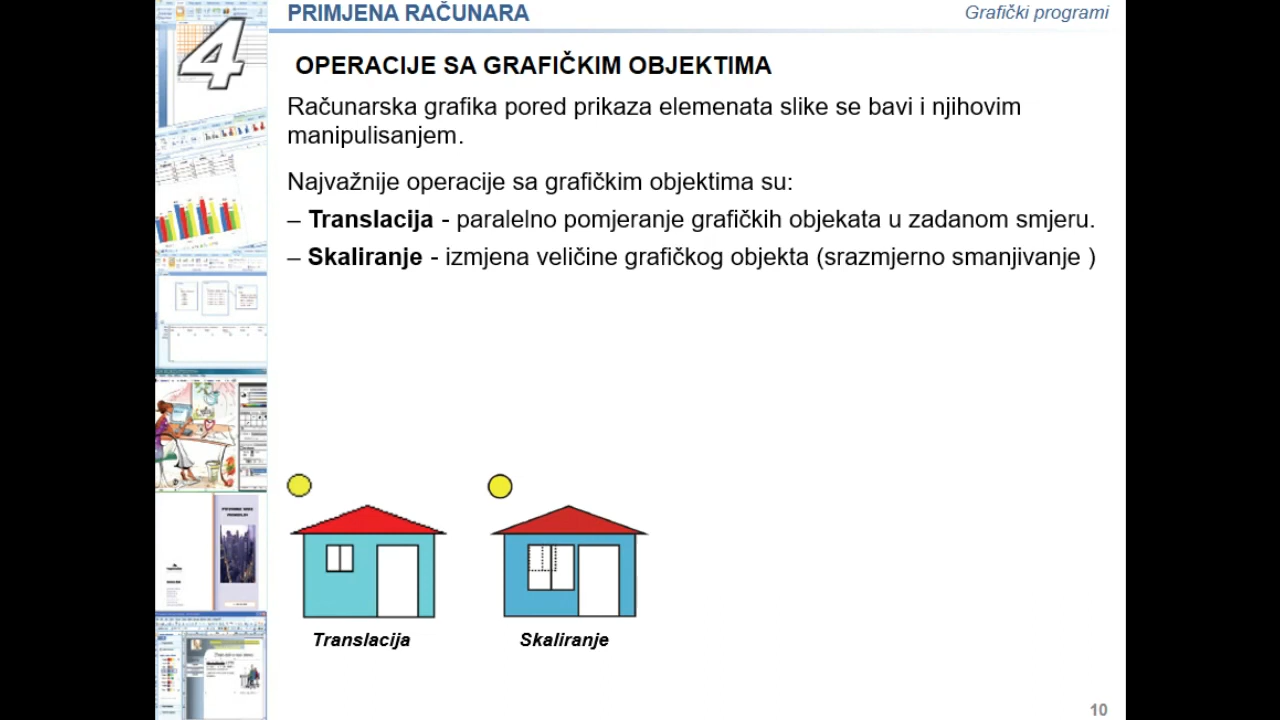 4
PRIMJENA RAČUNARA
Grafički programi
OPERACIJE SA GRAFIČKIM OBJEKTIMA
Računarska grafika pored prikaza elemenata slike se bavi i njihovim
manipulisanjem.
Najvažnije operacije sa grafičkim objektima su:
– Translacija - paralelno pomjeranje grafičkih objekata u zadanom smjeru.
– Skaliranje - izmjena veličine grafičkog objekta (srazmjerno smanjivanje )
Translacija
Skaliranje
10